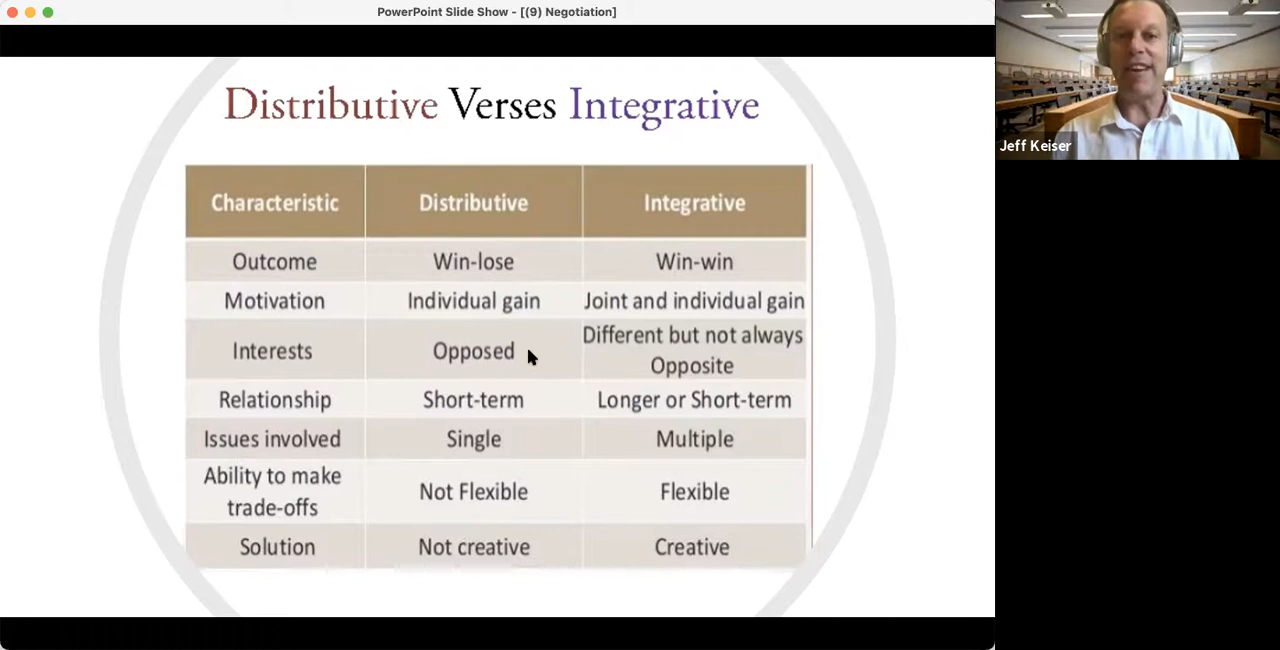 PowerPoint Slide Show - [(9) Negotiation]
Distributive Verses Integrative
Characteristic Distributive Integrative
Outcome Win-lose Win-win
Motivation Individual gain Joint and individual gain
Interests Opposed Different but not always
Opposite
Relationship Short-term Longer or Short-term
Issues involved Single Multiple
Ability to make
trade-offs Not Flexible Flexible
Solution Not creative Creative
Jeff Keiser